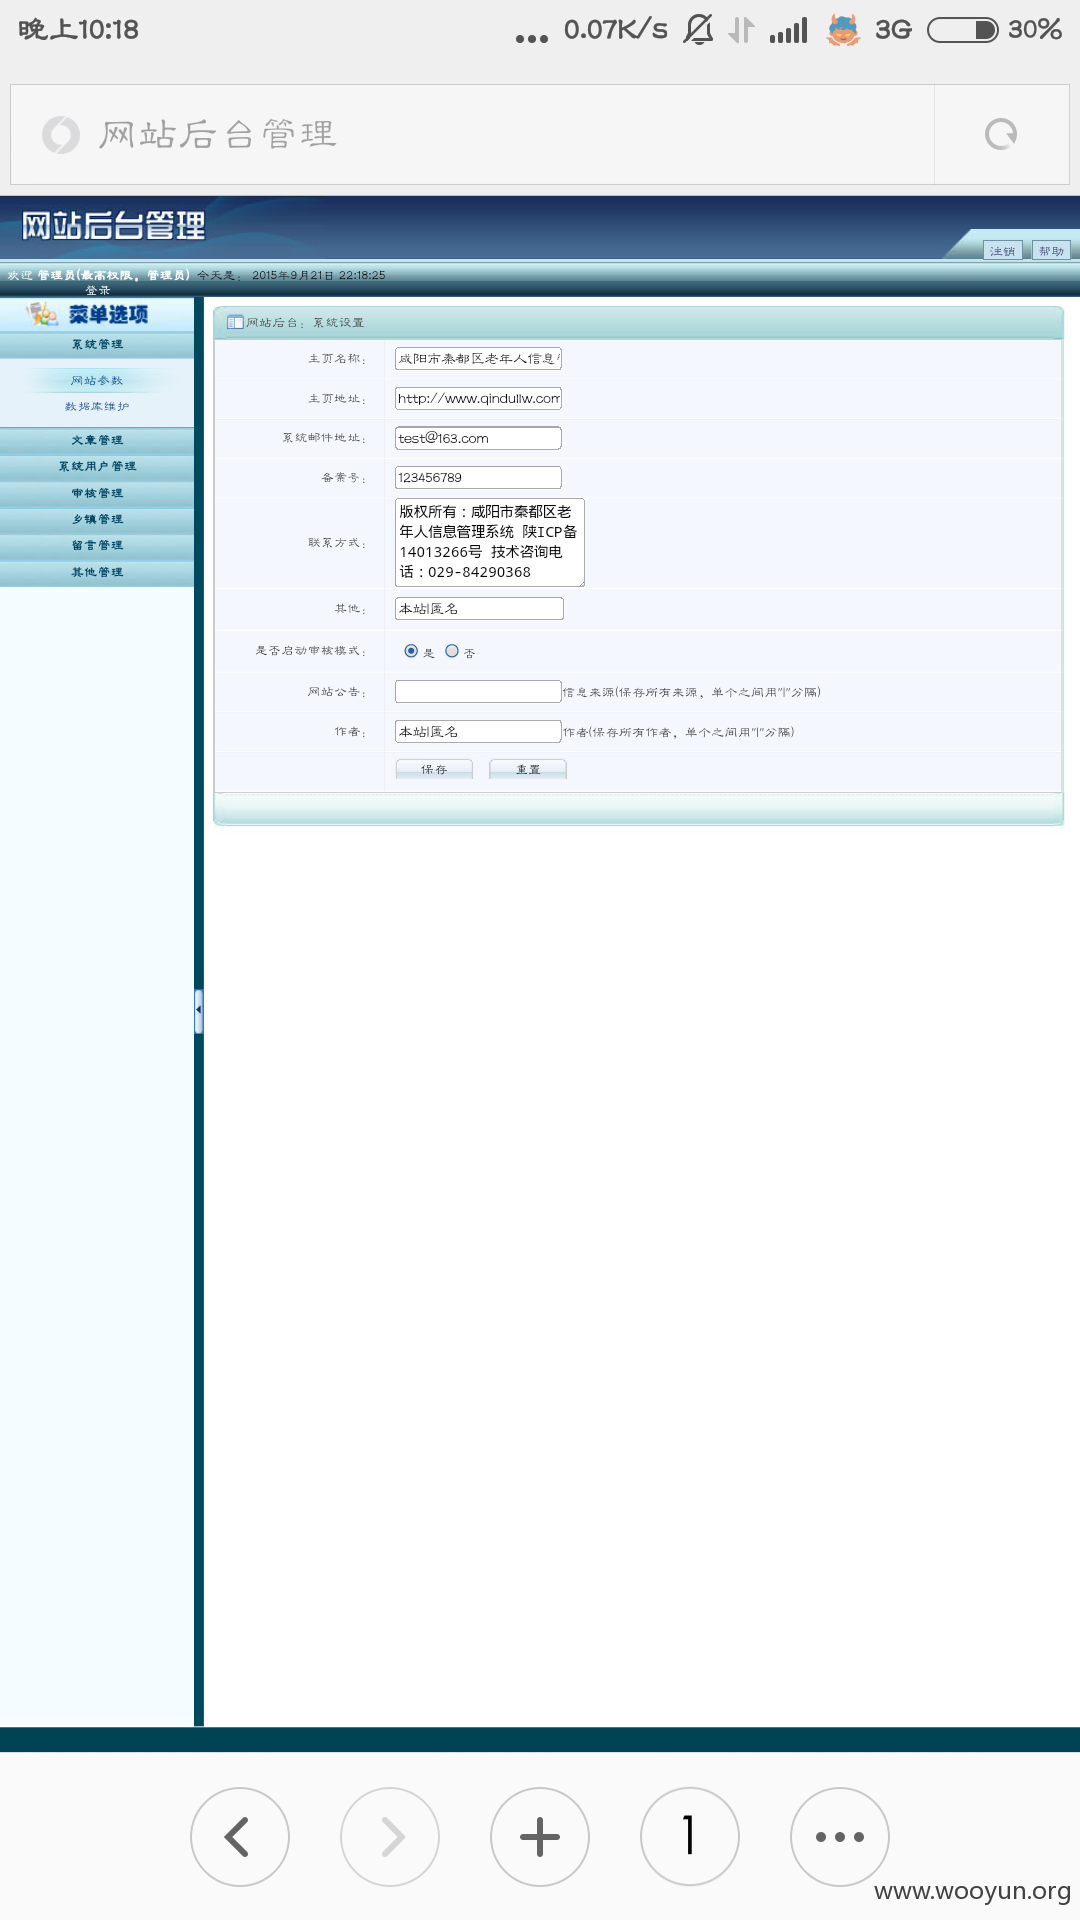 晚上10:18
... 0.07K/s 3G 30%
网站后台管理
网站后台管理
注销 帮助
欢迎 管理员(最高权限，管理员) 今天是： 2015年9月21日 22:18:25
登录
菜单选项
系统管理
网站参数
数据库维护
文章管理
系统用户管理
审核管理
乡镇管理
留言管理
其他管理
网站后台：系统设置
主页名称： 咸阳市秦都区老年人信息
主页地址： http://www.qindullw.com
系统邮件地址： test@163.com
备案号： 123456789
联系方式：
版权所有：咸阳市秦都区老
年人信息管理系统 陕ICP备
14013266号 技术咨询电
话：029-84290368
其他： 本站|匿名
是否启动审核模式： 是 否
网站公告： 信息来源(保存所有来源，单个之间用"|"分隔)
作者： 本站|匿名 作者(保存所有作者，单个之间用"|"分隔)
保存 重置
1
www.wooyun.org